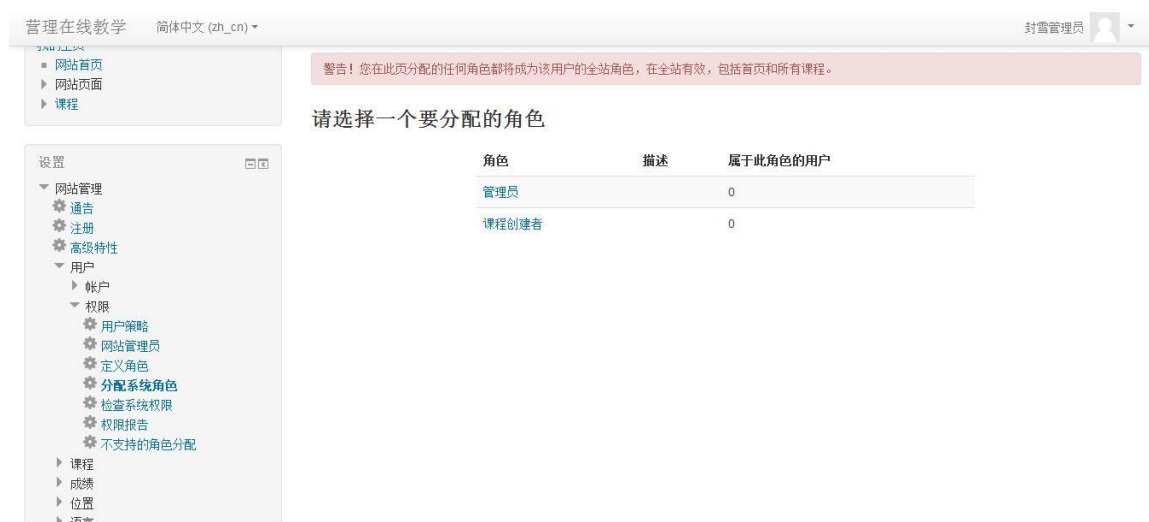 营理在线教学 简体中文 (zh_cn)
封雪管理员
网站首页
网站页面
课程
设置
网站管理
通告
注册
高级特性
用户
帐户
权限
用户策略
网站管理员
定义角色
分配系统角色
检查系统权限
权限报告
不支持的角色分配
课程
成绩
位置
警告！您在此页分配的任何角色都将成为该用户的全站角色，在全站有效，包括首页和所有课程。
请选择一个要分配的角色
角色 描述 属于此角色的用户
管理员 0
课程创建者 0